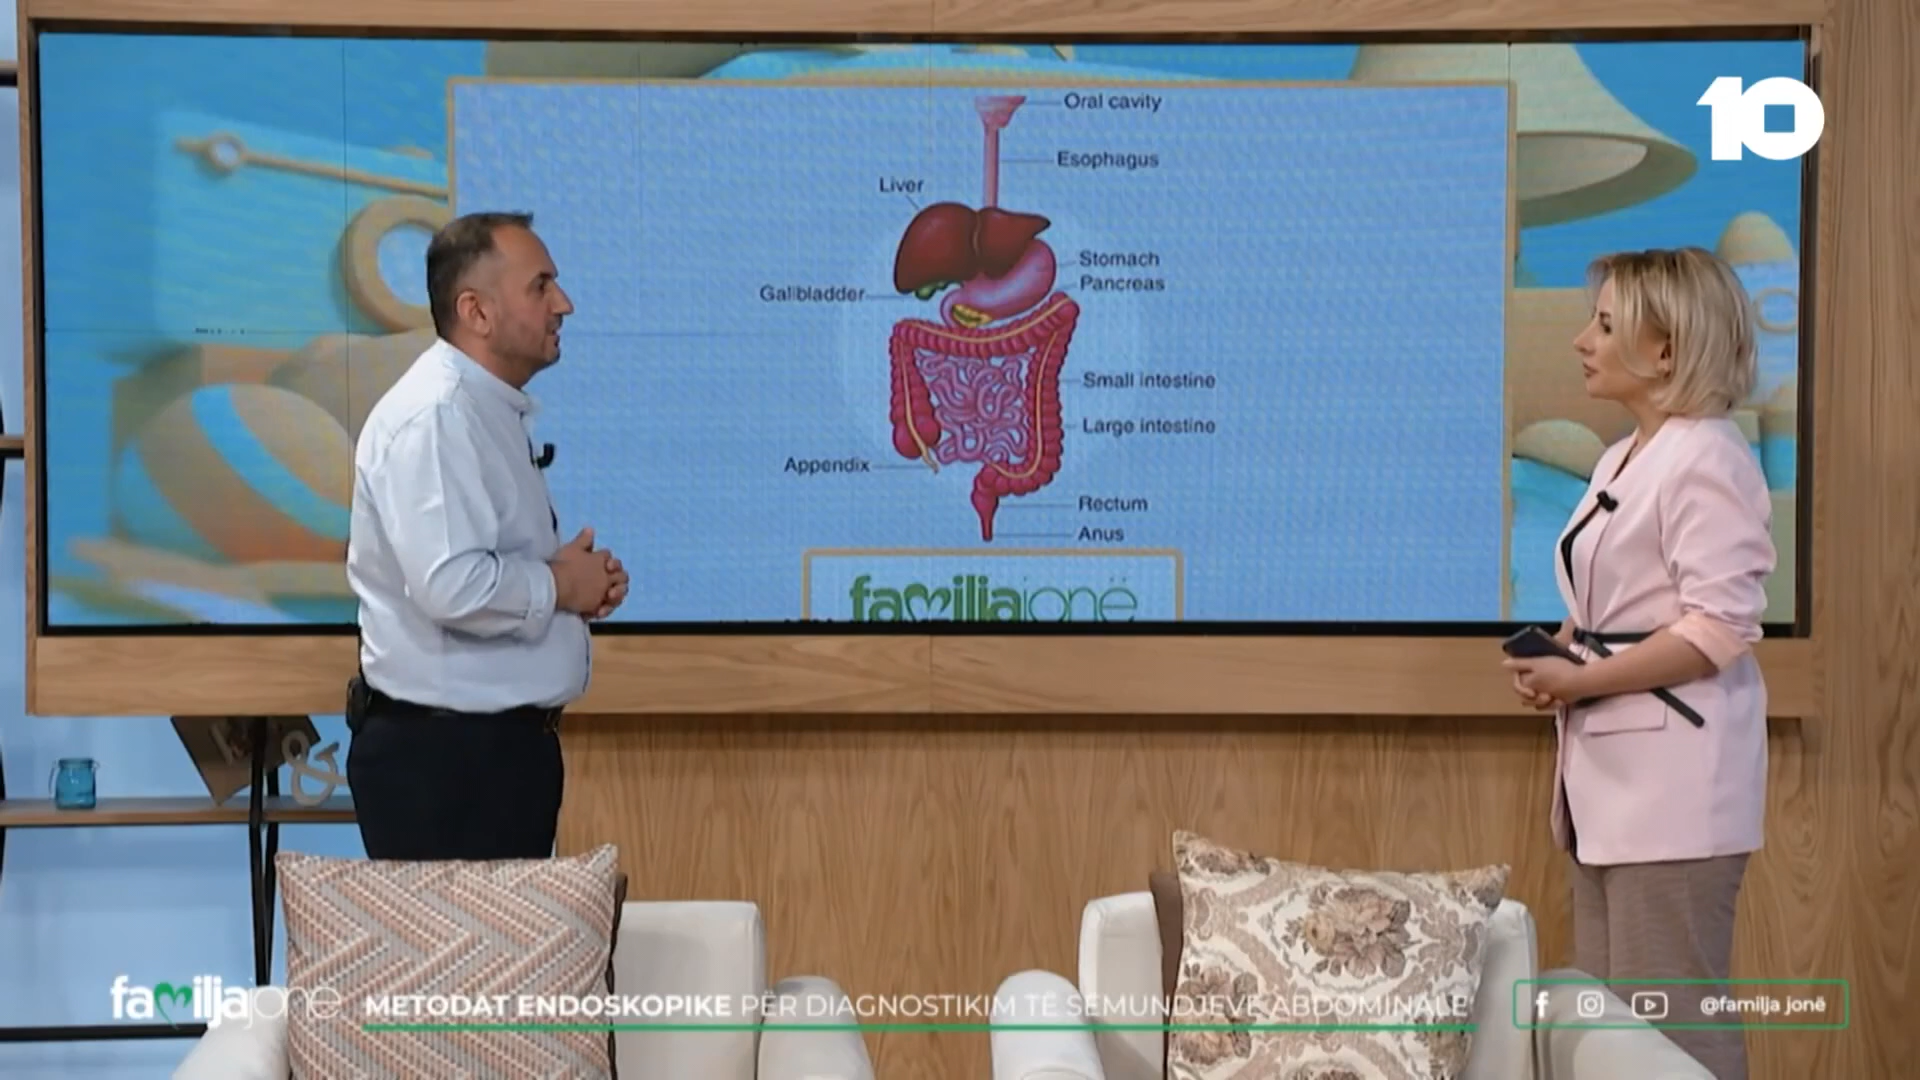 10
Oral cavity
Esophagus
Liver
Stomach
Pancreas
Gallbladder
Small intestine
Large intestine
Appendix
Rectum
Anus
familjajonë
&
familjajonë
METODAT ENDOSKOPIKE PËR DIAGNOSTIKIM TË SËMUNDJEVE ABDOMINALE
@familja jonë